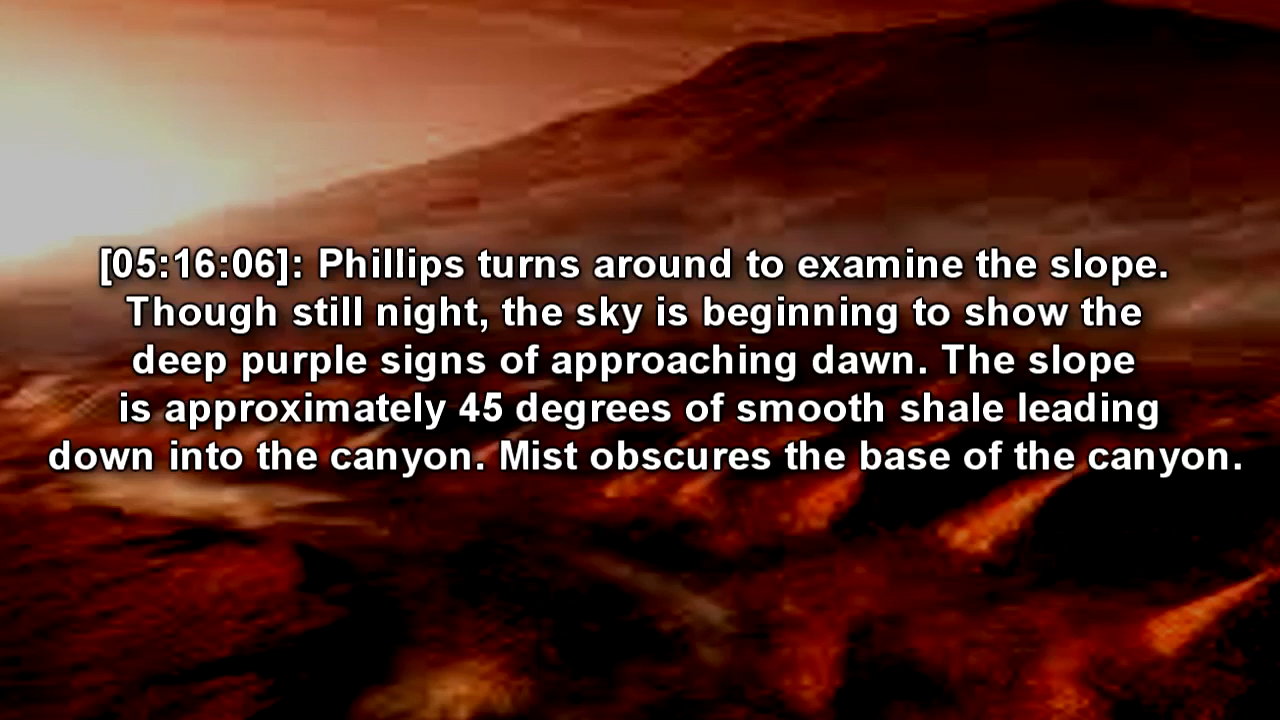 [05:16:06]: Phillips turns around to examine the slope.
Though still night, the sky is beginning to show the
deep purple signs of approaching dawn. The slope
is approximately 45 degrees of smooth shale leading
down into the canyon. Mist obscures the base of the canyon.